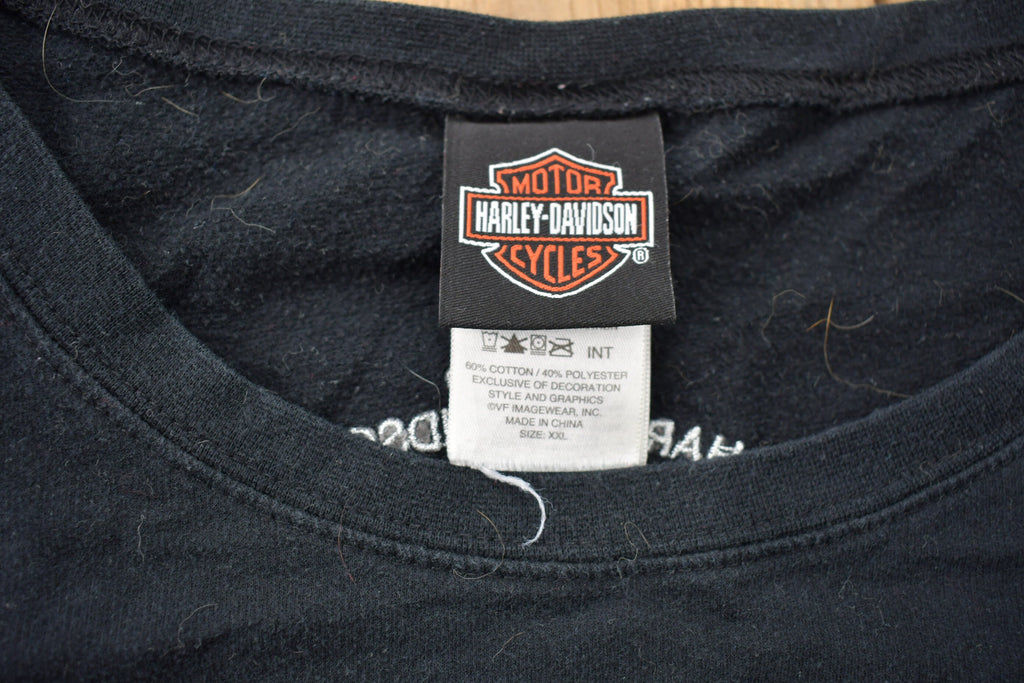 MOTOR
HARLEY-DAVIDSON
CYCLES
®
INT
60% COTTON / 40% POLYESTER
EXCLUSIVE OF DECORATION
STYLE AND GRAPHICS
©VF IMAGEWEAR, INC.
MADE IN CHINA
SIZE: XXL